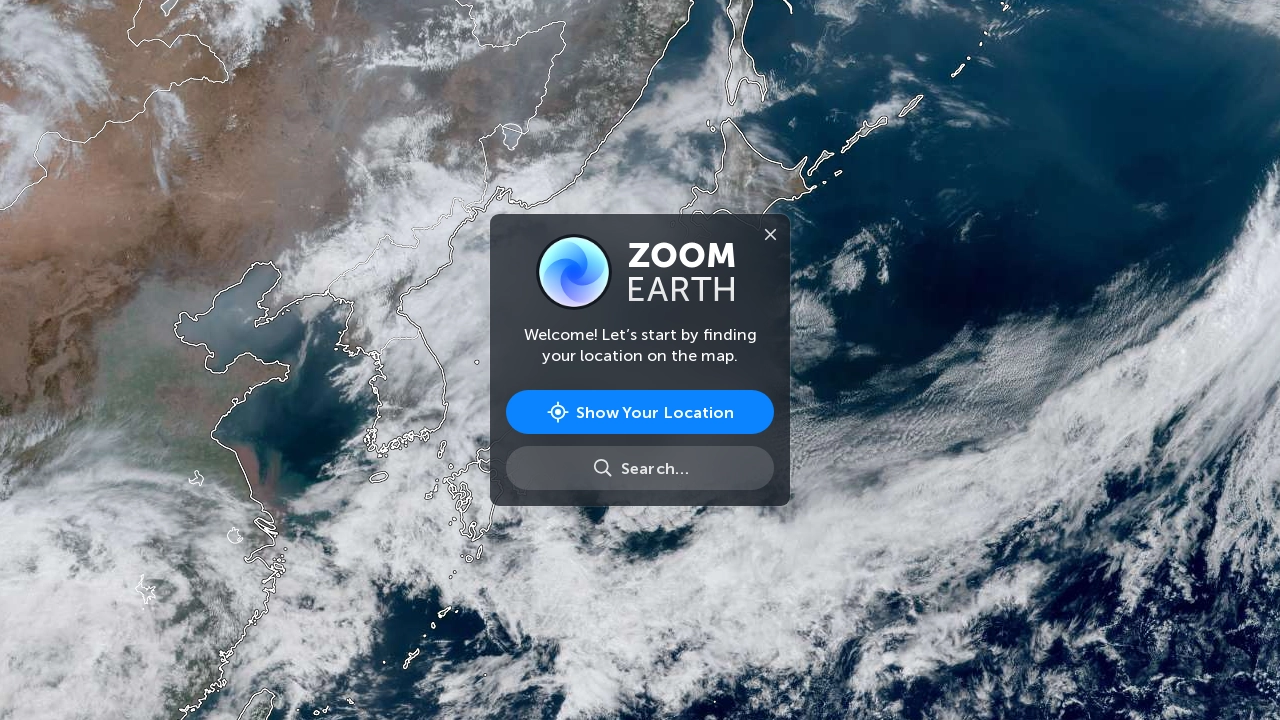 ZOOM
EARTH
Welcome! Let’s start by finding
your location on the map.
Show Your Location
Search...